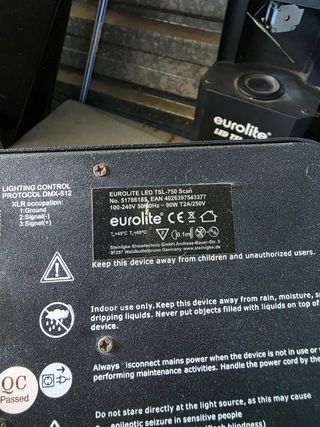 eurolite
LED TSL
LIGHTING CONTROL
PROTOCOL DMX-512
XLR occupation:
1:Ground
2:Signal(-)
3:Signal(+)
EUROLITE LED TSL-750 Scan
No. 51786185, EAN 4026397543377
100-240V 50/60Hz ~ 90W T2A/250V
eurolite® CE
0.1m
Steinigke Showtechnic GmbH Andreas-Bauer-Str. 5
97297 Waldbüttelbrunn Germany www.eurolite.de
Keep this device away from children and unauthorized users.
Indoor use only. Keep this device away from rain, moisture, s
dripping liquids. Never put objects filled with liquids on top of
device.
Always disconnect mains power when the device is not in use or
performing maintenance activities. Handle the power cord by the
QC
Passed
Do not stare directly at the light source, as this may cause
epileptic seizure in sensitive people